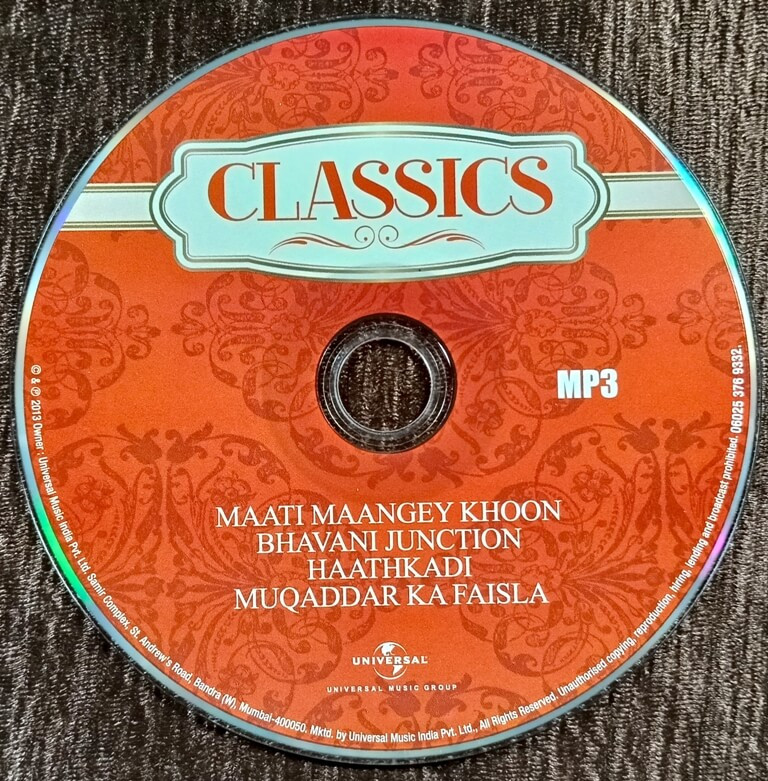 CLASSICS
MP3
MAATI MAANGEY KHOON
BHAVANI JUNCTION
HAATHKADI
MUQADDAR KA FAISLA
UNIVERSAL
UNIVERSAL MUSIC GROUP
© & ℗ 2013 Owner : Universal Music India Pvt. Ltd. Samir Complex, St. Andrew's Road, Bandra (W), Mumbai-400050. Mktd. by Universal Music India Pvt. Ltd., All Rights Reserved. Unauthorised copying, reproduction, hiring, lending and broadcast prohibited. 06025 376 9332.